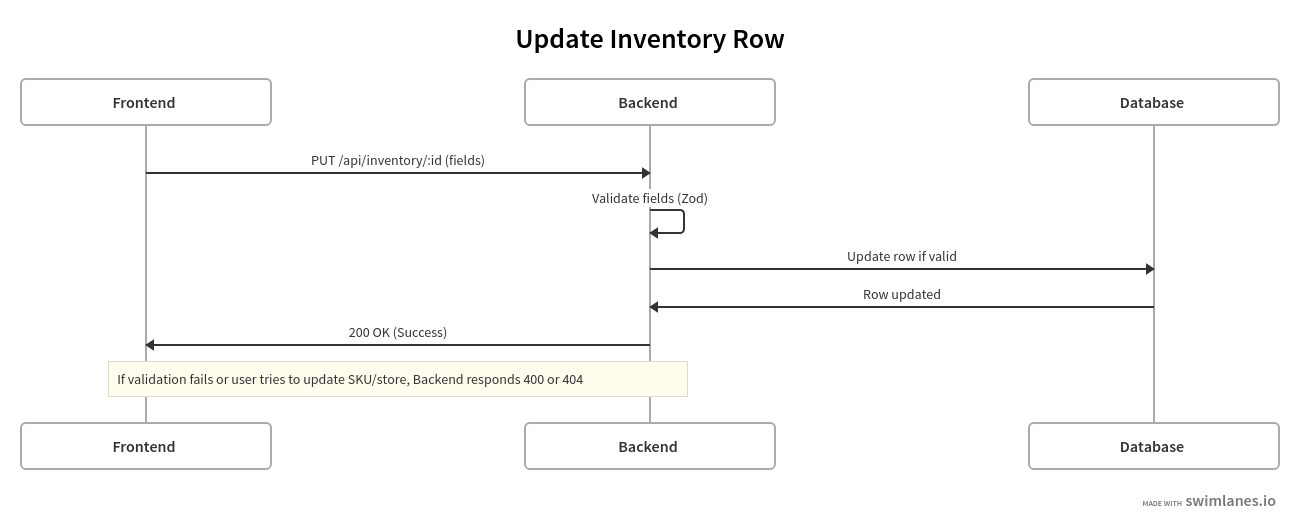 Update Inventory Row
Frontend
Backend
Database
PUT /api/inventory/:id (fields)
Validate fields (Zod)
Update row if valid
Row updated
200 OK (Success)
If validation fails or user tries to update SKU/store, Backend responds 400 or 404
Frontend
Backend
Database
MADE WITH swimlanes.io